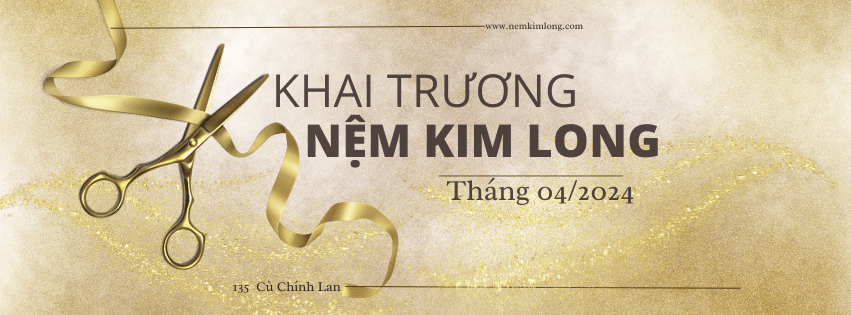 www.nemkimlong.com
KHAI TRƯƠNG
NỆM KIM LONG
Tháng 04/2024
135 Cù Chính Lan